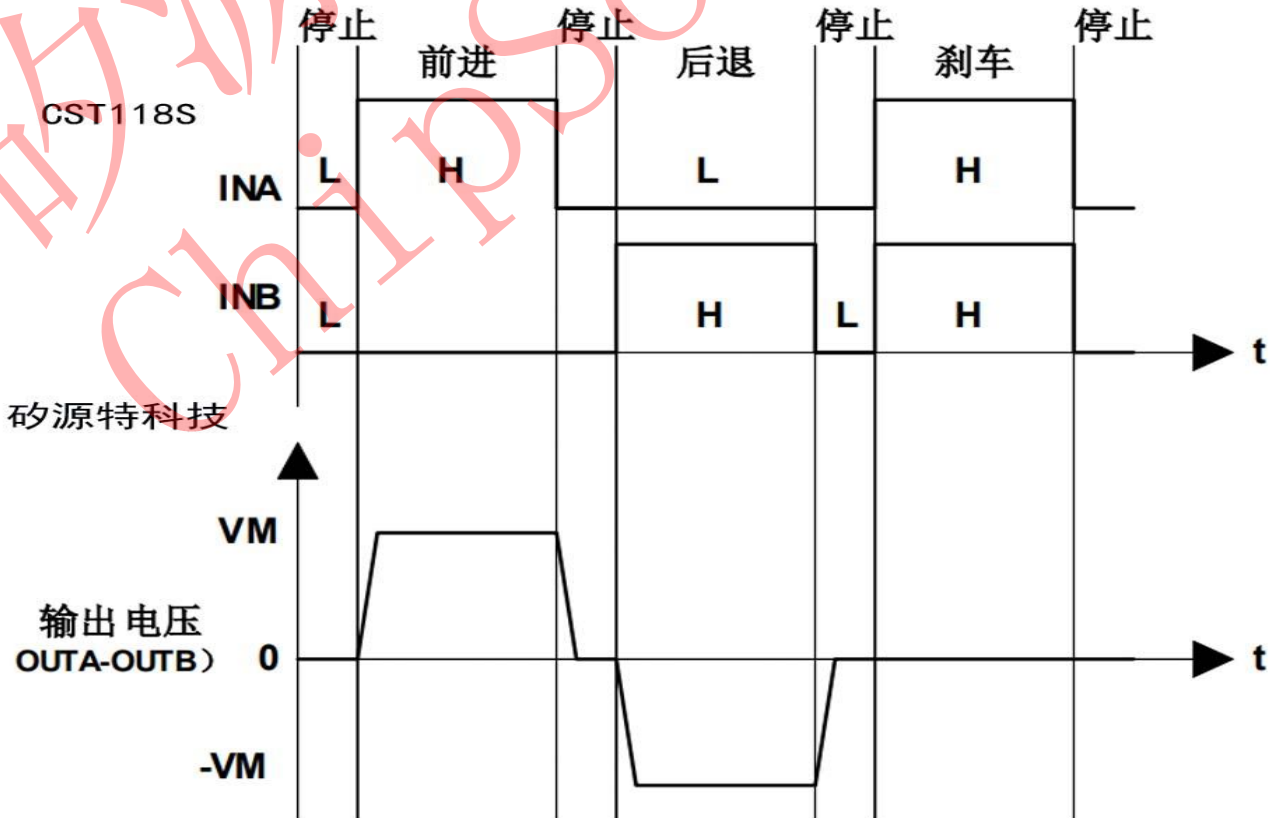 停止 停止 停止 停止
前进 后退 刹车
CST118S
INA L H L H
INB L H L H
t
矽源特科技
VM
输出电压
OUTA-OUTB） 0 t
-VM
ChipSo